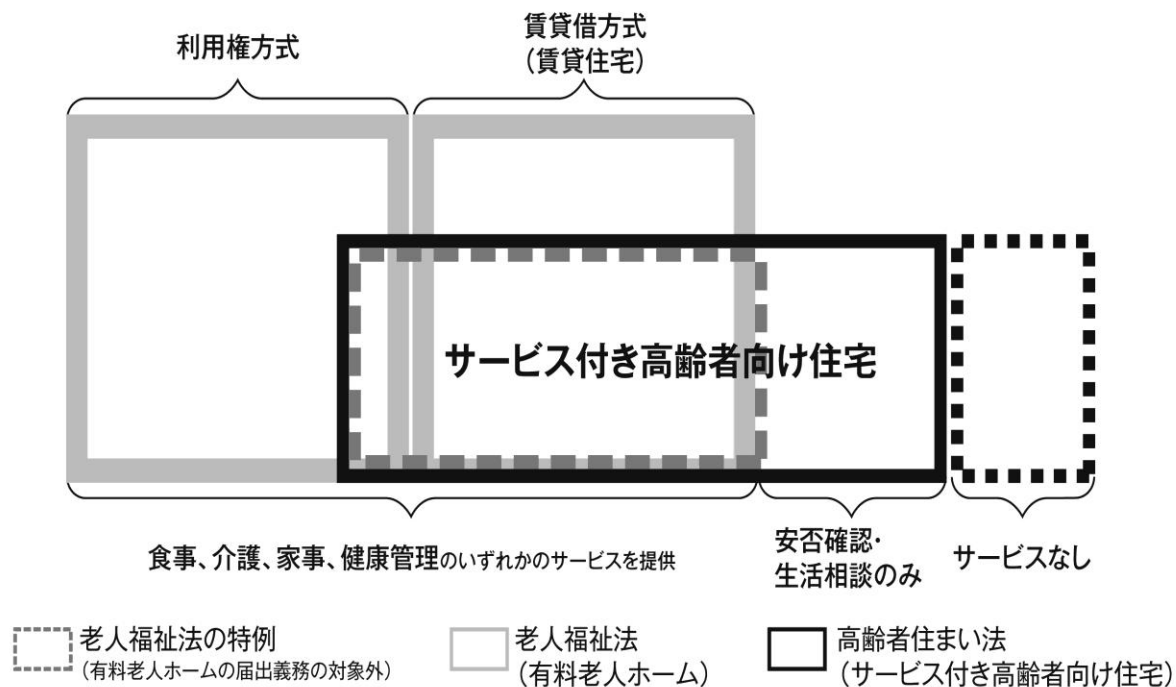 利用権方式
賃貸借方式
（賃貸住宅）
サービス付き高齢者向け住宅
食事、介護、家事、健康管理のいずれかのサービスを提供
安否確認・
生活相談のみ
サービスなし
老人福祉法の特例
（有料老人ホームの届出義務の対象外）
老人福祉法
（有料老人ホーム）
高齢者住まい法
（サービス付き高齢者向け住宅）